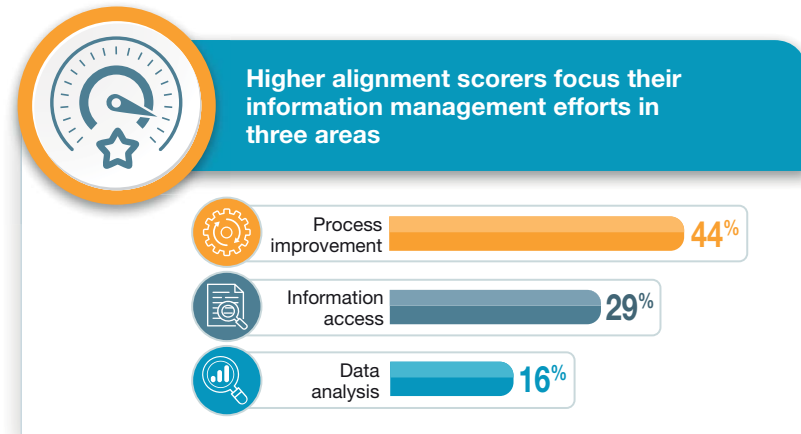 Higher alignment scorers focus their
information management efforts in
three areas
Process
improvement
44%
Information
access
29%
Data
analysis
16%